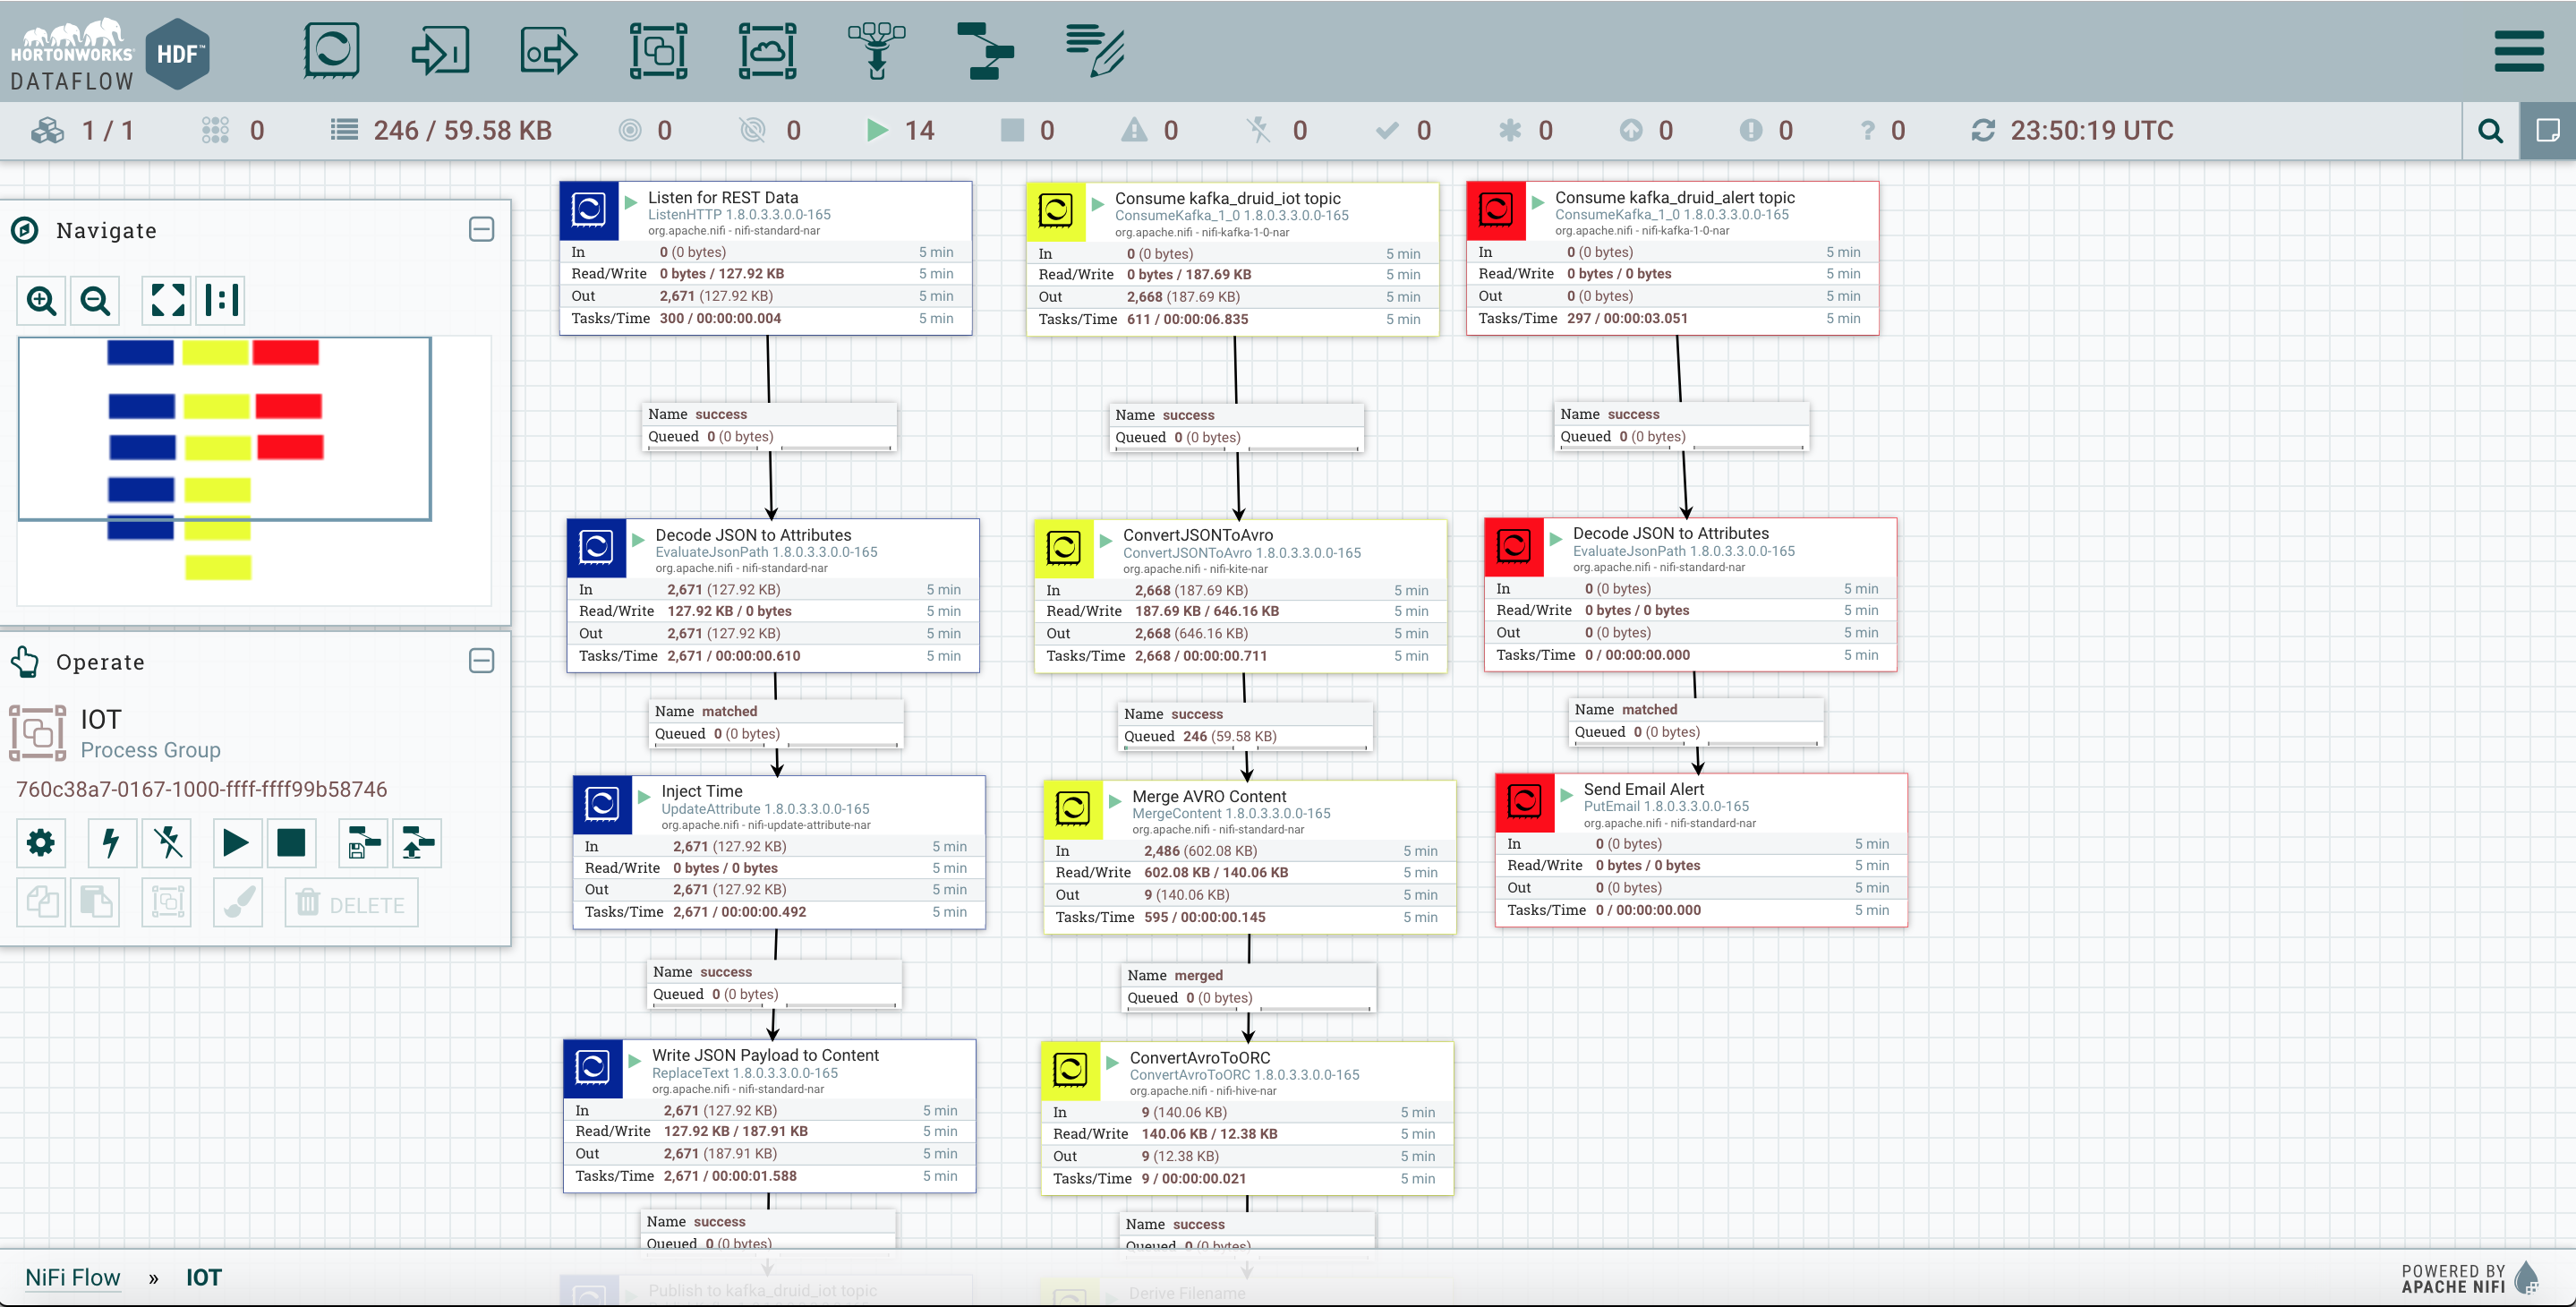 HORTONWORKS
DATAFLOW
HDF™
1 / 1
0
246 / 59.58 KB
0
0
14
0
0
0
0
0
0
0
? 0
23:50:19 UTC
Navigate
Operate
IOT
Process Group
760c38a7-0167-1000-ffff-ffff99b58746
DELETE
Listen for REST Data
ListenHTTP 1.8.0.3.3.0.0-165
org.apache.nifi - nifi-standard-nar
In 0 (0 bytes) 5 min
Read/Write 0 bytes / 127.92 KB 5 min
Out 2,671 (127.92 KB) 5 min
Tasks/Time 300 / 00:00:00.004 5 min
Name success
Queued 0 (0 bytes)
Decode JSON to Attributes
EvaluateJsonPath 1.8.0.3.3.0.0-165
org.apache.nifi - nifi-standard-nar
In 2,671 (127.92 KB) 5 min
Read/Write 127.92 KB / 0 bytes 5 min
Out 2,671 (127.92 KB) 5 min
Tasks/Time 2,671 / 00:00:00.610 5 min
Name matched
Queued 0 (0 bytes)
Inject Time
UpdateAttribute 1.8.0.3.3.0.0-165
org.apache.nifi - nifi-update-attribute-nar
In 2,671 (127.92 KB) 5 min
Read/Write 0 bytes / 0 bytes 5 min
Out 2,671 (127.92 KB) 5 min
Tasks/Time 2,671 / 00:00:00.492 5 min
Name success
Queued 0 (0 bytes)
Write JSON Payload to Content
ReplaceText 1.8.0.3.3.0.0-165
org.apache.nifi - nifi-standard-nar
In 2,671 (127.92 KB) 5 min
Read/Write 127.92 KB / 187.91 KB 5 min
Out 2,671 (187.91 KB) 5 min
Tasks/Time 2,671 / 00:00:01.588 5 min
Name success
Queued 0 (0 bytes)
Publish to kafka_druid_iot topic
Consume kafka_druid_iot topic
ConsumeKafka_1_0 1.8.0.3.3.0.0-165
org.apache.nifi - nifi-kafka-1-0-nar
In 0 (0 bytes) 5 min
Read/Write 0 bytes / 187.69 KB 5 min
Out 2,668 (187.69 KB) 5 min
Tasks/Time 611 / 00:00:06.835 5 min
Name success
Queued 0 (0 bytes)
ConvertJSONToAvro
ConvertJSONToAvro 1.8.0.3.3.0.0-165
org.apache.nifi - nifi-kite-nar
In 2,668 (187.69 KB) 5 min
Read/Write 187.69 KB / 646.16 KB 5 min
Out 2,668 (646.16 KB) 5 min
Tasks/Time 2,668 / 00:00:00.711 5 min
Name success
Queued 246 (59.58 KB)
Merge AVRO Content
MergeContent 1.8.0.3.3.0.0-165
org.apache.nifi - nifi-standard-nar
In 2,486 (602.08 KB) 5 min
Read/Write 602.08 KB / 140.06 KB 5 min
Out 9 (140.06 KB) 5 min
Tasks/Time 595 / 00:00:00.145 5 min
Name merged
Queued 0 (0 bytes)
ConvertAvroToORC
ConvertAvroToORC 1.8.0.3.3.0.0-165
org.apache.nifi - nifi-hive-nar
In 9 (140.06 KB) 5 min
Read/Write 140.06 KB / 12.38 KB 5 min
Out 9 (12.38 KB) 5 min
Tasks/Time 9 / 00:00:00.021 5 min
Name success
Queued 0 (0 bytes)
Derive Filename
Consume kafka_druid_alert topic
ConsumeKafka_1_0 1.8.0.3.3.0.0-165
org.apache.nifi - nifi-kafka-1-0-nar
In 0 (0 bytes) 5 min
Read/Write 0 bytes / 0 bytes 5 min
Out 0 (0 bytes) 5 min
Tasks/Time 297 / 00:00:03.051 5 min
Name success
Queued 0 (0 bytes)
Decode JSON to Attributes
EvaluateJsonPath 1.8.0.3.3.0.0-165
org.apache.nifi - nifi-standard-nar
In 0 (0 bytes) 5 min
Read/Write 0 bytes / 0 bytes 5 min
Out 0 (0 bytes) 5 min
Tasks/Time 0 / 00:00:00.000 5 min
Name matched
Queued 0 (0 bytes)
Send Email Alert
PutEmail 1.8.0.3.3.0.0-165
org.apache.nifi - nifi-standard-nar
In 0 (0 bytes) 5 min
Read/Write 0 bytes / 0 bytes 5 min
Out 0 (0 bytes) 5 min
Tasks/Time 0 / 00:00:00.000 5 min
NiFi Flow » IOT
POWERED BY
APACHE NIFI